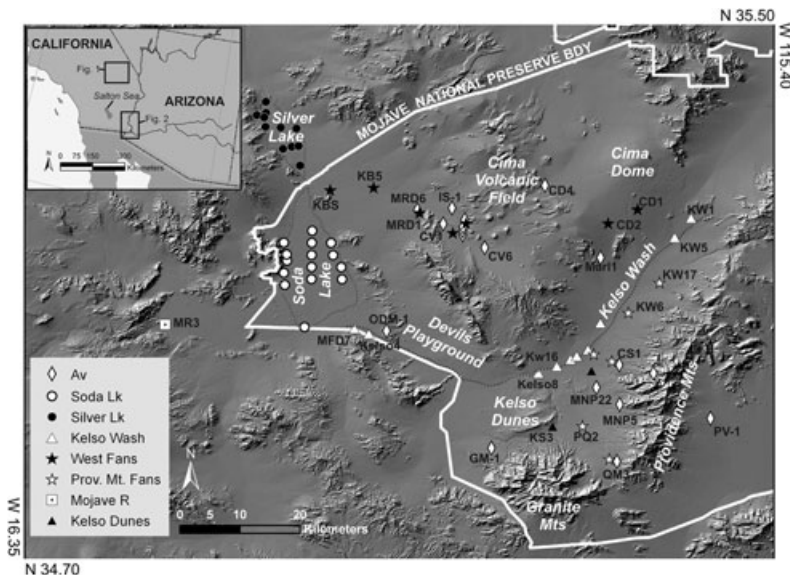 N 35.50
W 115.40
CALIFORNIA
Fig. 1
Salton Sea
ARIZONA
Fig. 2
N
0 75 150 300
Kilometers
MOJAVE NATIONAL PRESERVE BDY
Silver
Lake
Cima
Volcanic
Field
Cima
Dome
KBS
KB5
MRD6
IS-1
CD4
MRD1
CV6
CD1
CD2
KW1
KW5
Marl1
KW17
KW6
Kelso Wash
Soda
Lake
MR3
ODM-1
MFD7
Kelso4
Devils
Playground
Kw16
Kelso8
CS1
MNP22
MNP5
Kelso
Dunes
KS3
PQ2
Providence Mts
PV-1
GM-1
QM3
Granite
Mts
Av
Soda Lk
Silver Lk
Kelso Wash
West Fans
Prov. Mt. Fans
Mojave R
Kelso Dunes
N
0 10 20
Kilometers
W 16.35
N 34.70